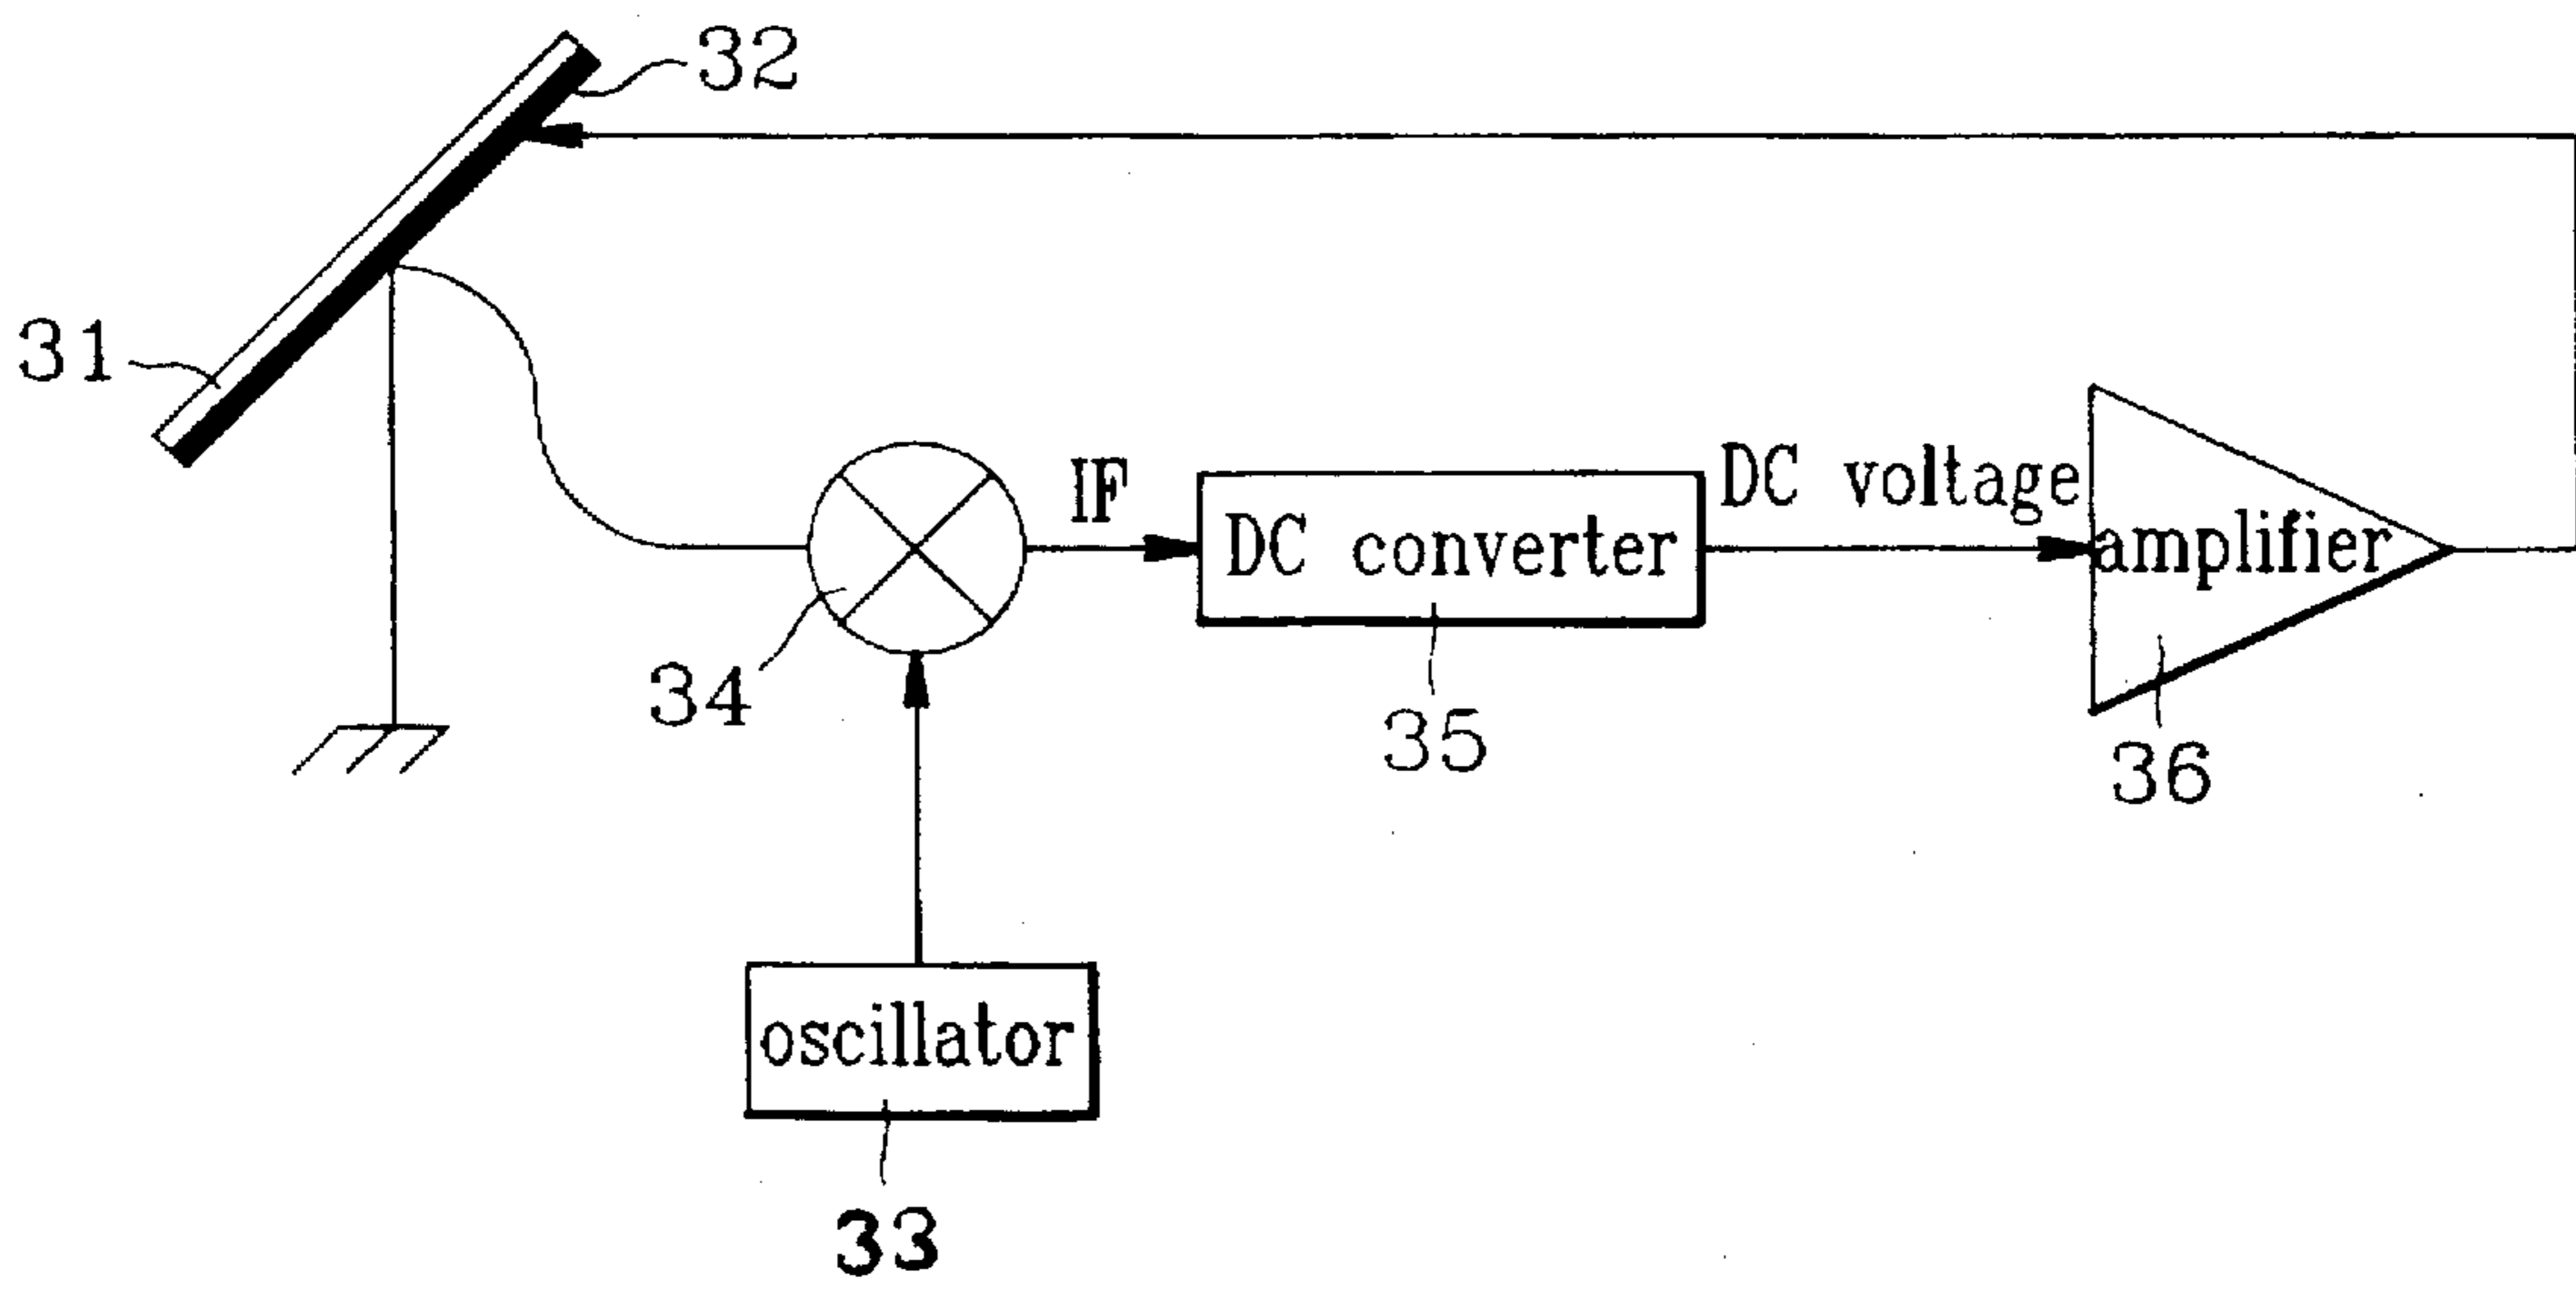 32
31
IF
DC voltage
DC converter
amplifier
34
35
36
oscillator
33